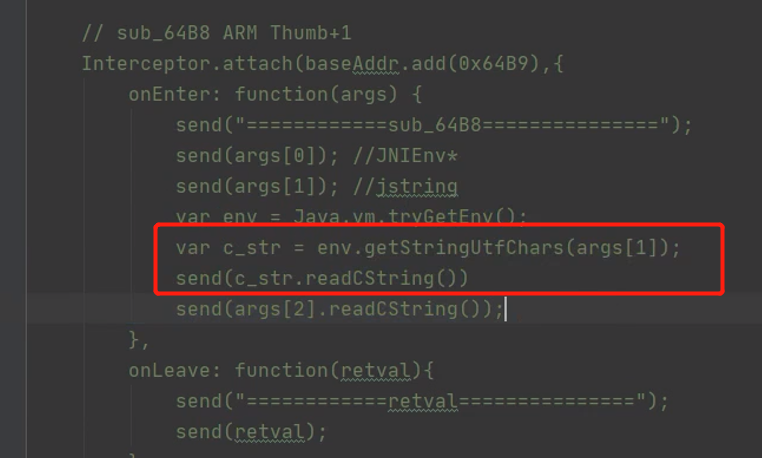 // sub_64B8 ARM Thumb+1
Interceptor.attach(baseAddr.add(0x64B9),{
onEnter: function(args) {
send("============sub_64B8===============");
send(args[0]); //JNIEnv*
send(args[1]); //jstring
var env = Java.vm.tryGetEnv();
var c_str = env.getStringUtfChars(args[1]);
send(c_str.readCString())
send(args[2].readCString());
},
onLeave: function(retval){
send("============retval===============");
send(retval);
}